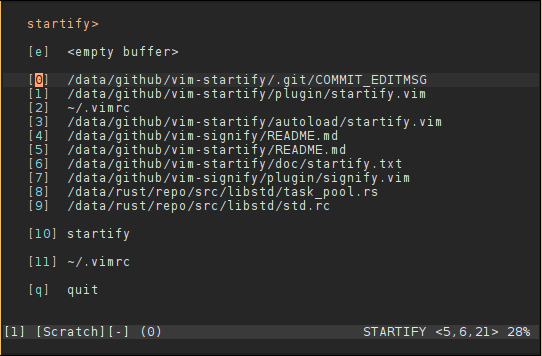 startify>
[e] <empty buffer>
[0] /data/github/vim-startify/.git/COMMIT_EDITMSG
[1] /data/github/vim-startify/plugin/startify.vim
[2] ~/.vimrc
[3] /data/github/vim-startify/autoload/startify.vim
[4] /data/github/vim-signify/README.md
[5] /data/github/vim-startify/README.md
[6] /data/github/vim-startify/doc/startify.txt
[7] /data/github/vim-signify/plugin/signify.vim
[8] /data/rust/repo/src/libstd/task_pool.rs
[9] /data/rust/repo/src/libstd/std.rc
[10] startify
[11] ~/.vimrc
[q] quit
[1] [Scratch][-] (0) STARTIFY <5,6,21> 28%